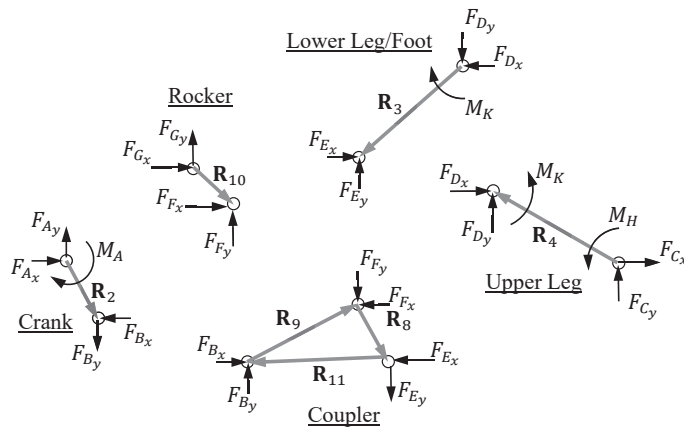 Lower Leg/Foot
F_{D_y}
F_{D_x}
R_3
M_K
F_{E_x}
F_{E_y}
Rocker
F_{G_y}
F_{G_x}
R_{10}
F_{F_x}
F_{F_y}
F_{D_x}
M_K
M_H
F_{D_y}
R_4
F_{C_x}
F_{C_y}
Upper Leg
F_{A_y}
M_A
F_{A_x}
R_2
Crank
F_{B_x}
F_{B_y}
F_{F_y}
F_{F_x}
R_9
R_8
F_{B_x}
F_{E_x}
R_{11}
F_{B_y}
F_{E_y}
Coupler